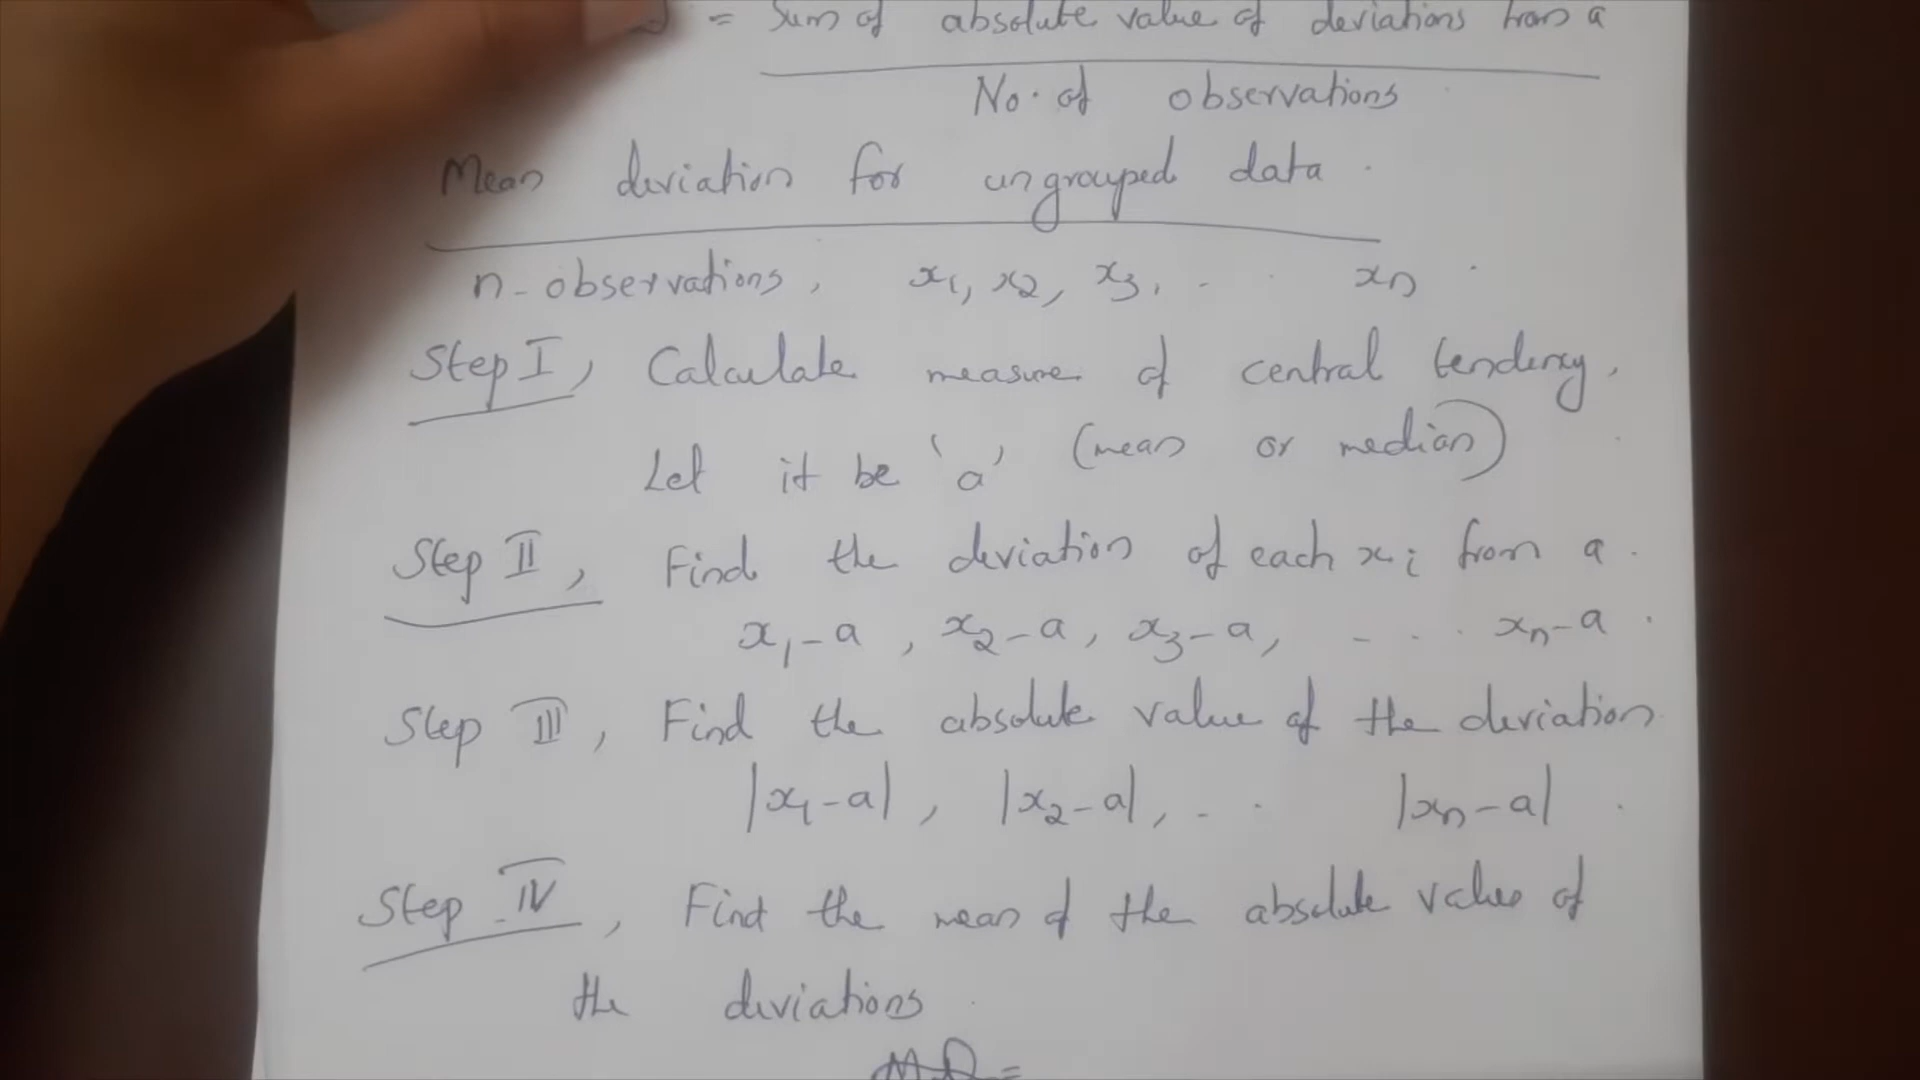 = Sum of absolute value of deviations from a
No. of observations
Mean deviation for ungrouped data.
n-observations, x₁, x₂, x₃, . . xₙ.
Step I, Calculate measure of central tendency.
Let it be 'a' (mean or median)
Step II, Find the deviation of each xᵢ from a.
x₁-a, x₂-a, x₃-a, - . . xₙ-a.
Step III, Find the absolute value of the deviation
|x₁-a|, |x₂-a|, - . |xₙ-a|.
Step IV, Find the mean of the absolute value of
the deviations.
M.D =